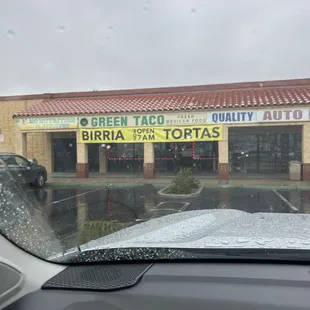 GREEN TACO
FRESH
MEXICAN FOOD
QUALITY AUTO
BIRRIA
OPEN
7AM
TORTAS